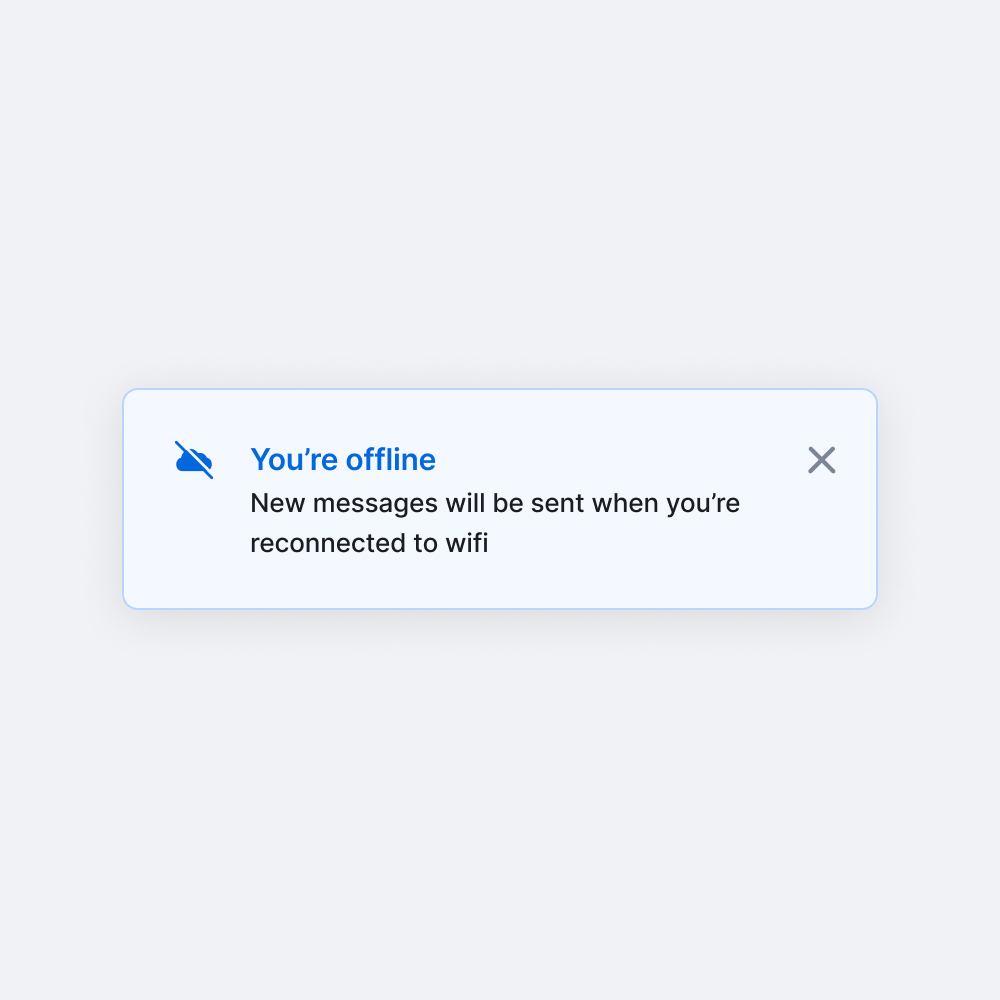 You’re offline
New messages will be sent when you’re
reconnected to wifi